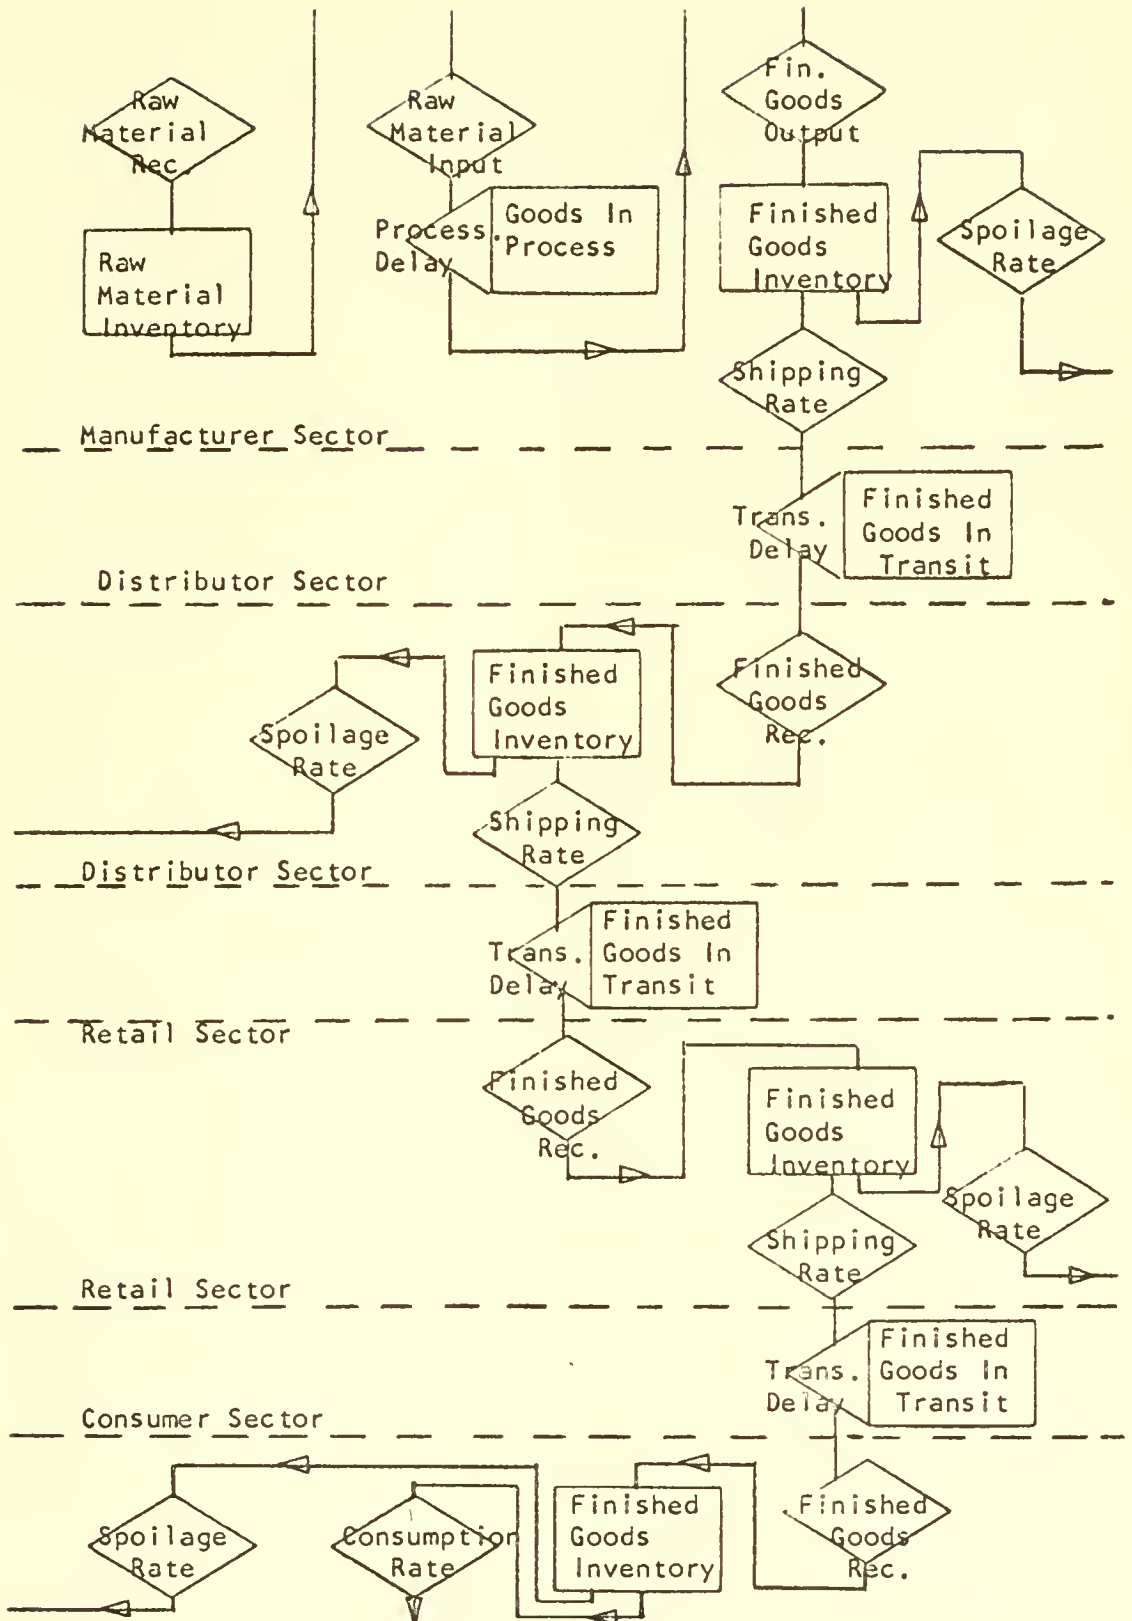 Raw
Material
Rec.
Raw
Material
Input
Fin.
Goods
Output
Raw
Material
Inventory
Process.
Delay
Goods In
Process
Finished
Goods
Inventory
Spoilage
Rate
Shipping
Rate
Manufacturer Sector
Trans.
Delay
Finished
Goods In
Transit
Distributor Sector
Finished
Goods
Rec.
Finished
Goods
Inventory
Spoilage
Rate
Shipping
Rate
Distributor Sector
Trans.
Delay
Finished
Goods In
Transit
Retail Sector
Finished
Goods
Rec.
Finished
Goods
Inventory
Spoilage
Rate
Shipping
Rate
Retail Sector
Trans.
Delay
Finished
Goods In
Transit
Consumer Sector
Spoilage
Rate
Consumption
Rate
Finished
Goods
Inventory
Finished
Goods
Rec.